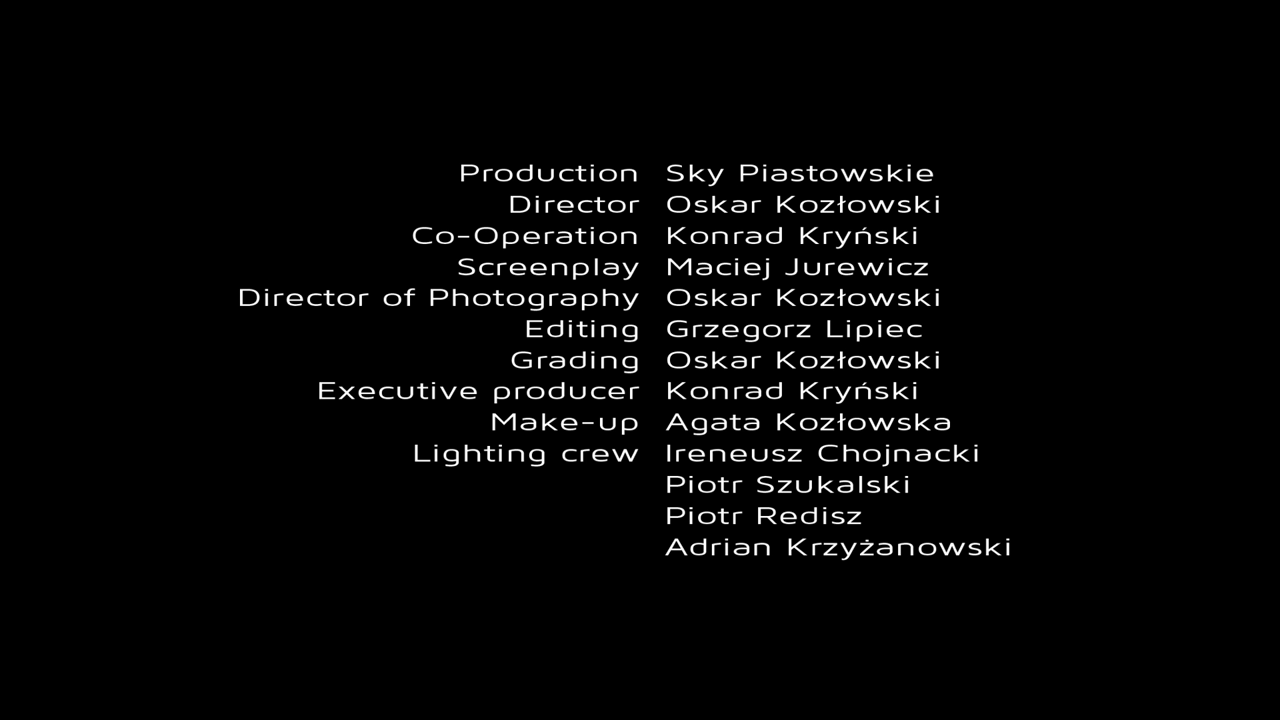 Production Sky Piastowskie
Director Oskar Kozłowski
Co-Operation Konrad Kryński
Screenplay Maciej Jurewicz
Director of Photography Oskar Kozłowski
Editing Grzegorz Lipiec
Grading Oskar Kozłowski
Executive producer Konrad Kryński
Make-up Agata Kozłowska
Lighting crew Ireneusz Chojnacki
Piotr Szukalski
Piotr Redisz
Adrian Krzyżanowski